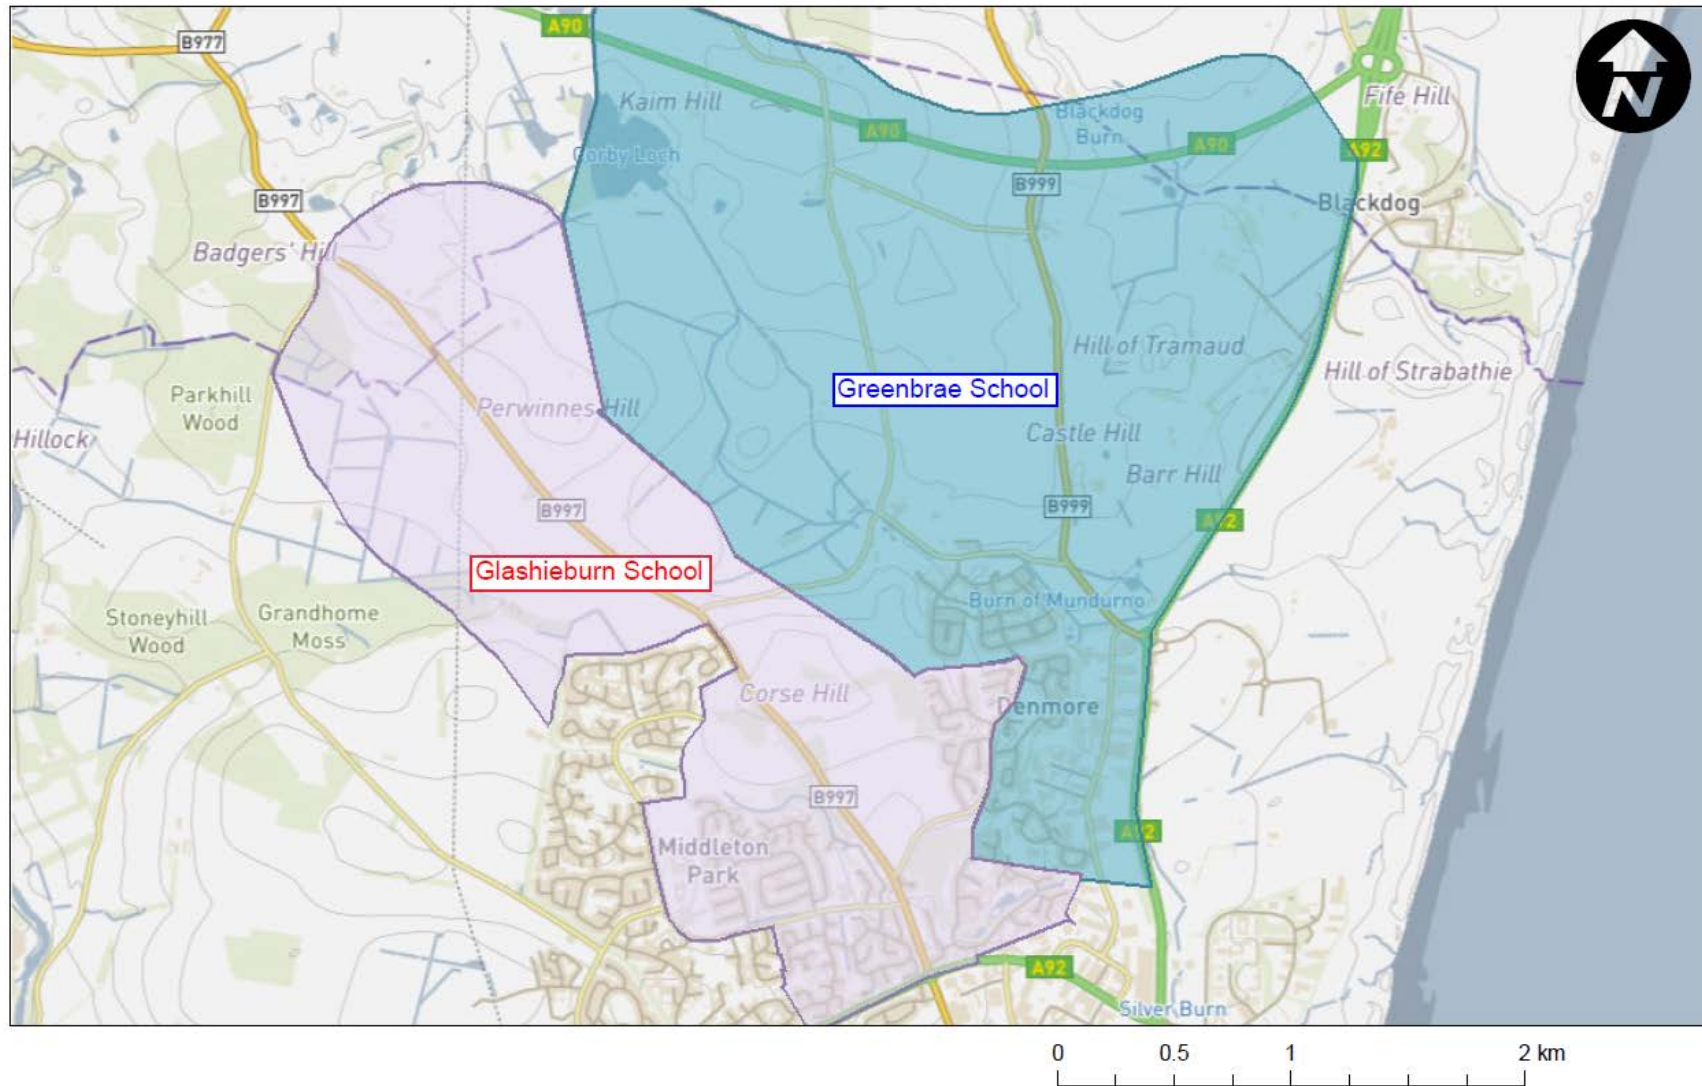 A90
B977
Kaim Hill
Fife Hill
Blackdog
Burn
A90
A90
A92
Corby Loch
B999
B997
Blackdog
Badgers' Hill
Hill of Tramaud
Hill of Strabathie
Greenbrae School
Parkhill
Wood
Perwinnes Hill
Hillock
Castle Hill
Barr Hill
B997
B999
A92
Glashieburn School
Burn of Mundurno
Stoneyhill
Wood
Grandhome
Moss
Corse Hill
Denmore
B997
A92
Middleton
Park
A92
Silver Burn
N
0 0.5 1 2 km